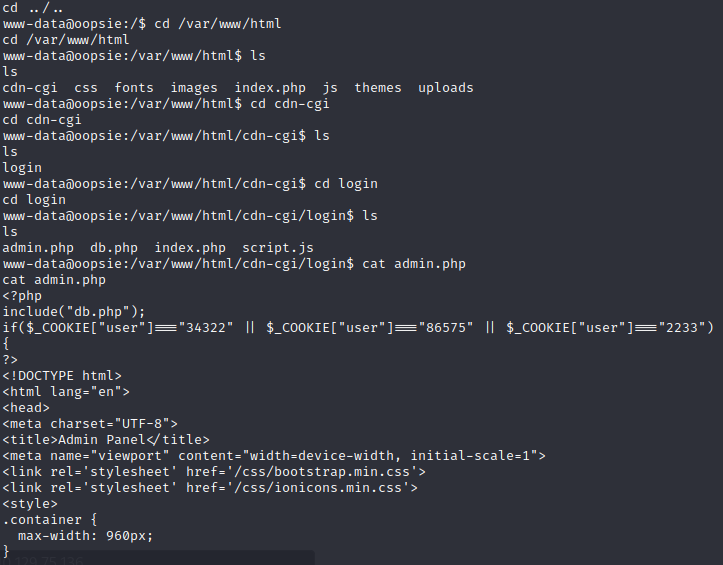 cd ../..
www-data@oopsie:/$ cd /var/www/html
cd /var/www/html
www-data@oopsie:/var/www/html$ ls
ls
cdn-cgi  css  fonts  images  index.php  js  themes  uploads
www-data@oopsie:/var/www/html$ cd cdn-cgi
cd cdn-cgi
www-data@oopsie:/var/www/html/cdn-cgi$ ls
ls
login
www-data@oopsie:/var/www/html/cdn-cgi$ cd login
cd login
www-data@oopsie:/var/www/html/cdn-cgi/login$ ls
ls
admin.php  db.php  index.php  script.js
www-data@oopsie:/var/www/html/cdn-cgi/login$ cat admin.php
cat admin.php
<?php
include("db.php");
if($_COOKIE["user"]==="34322" || $_COOKIE["user"]==="86575" || $_COOKIE["user"]==="2233")
{
?>
<!DOCTYPE html>
<html lang="en">
<head>
<meta charset="UTF-8">
<title>Admin Panel</title>
<meta name="viewport" content="width=device-width, initial-scale=1">
<link rel='stylesheet' href='/css/bootstrap.min.css'>
<link rel='stylesheet' href='/css/ionicons.min.css'>
<style>
.container {
  max-width: 960px;
}